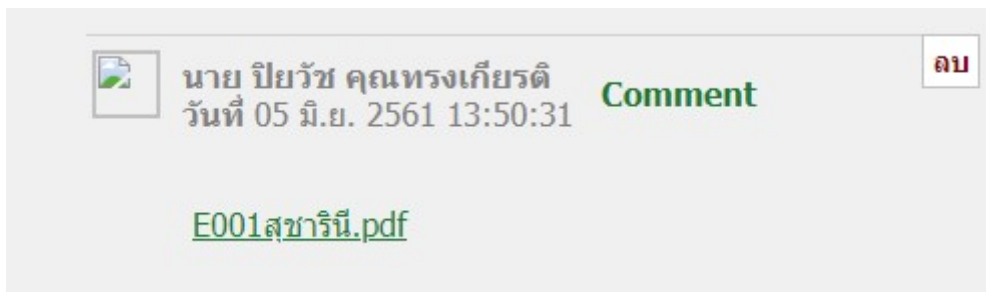 นาย ปิยวัช คุณทรงเกียรติ
วันที่ 05 มิ.ย. 2561 13:50:31
Comment
ลบ
E001สุชารินี.pdf